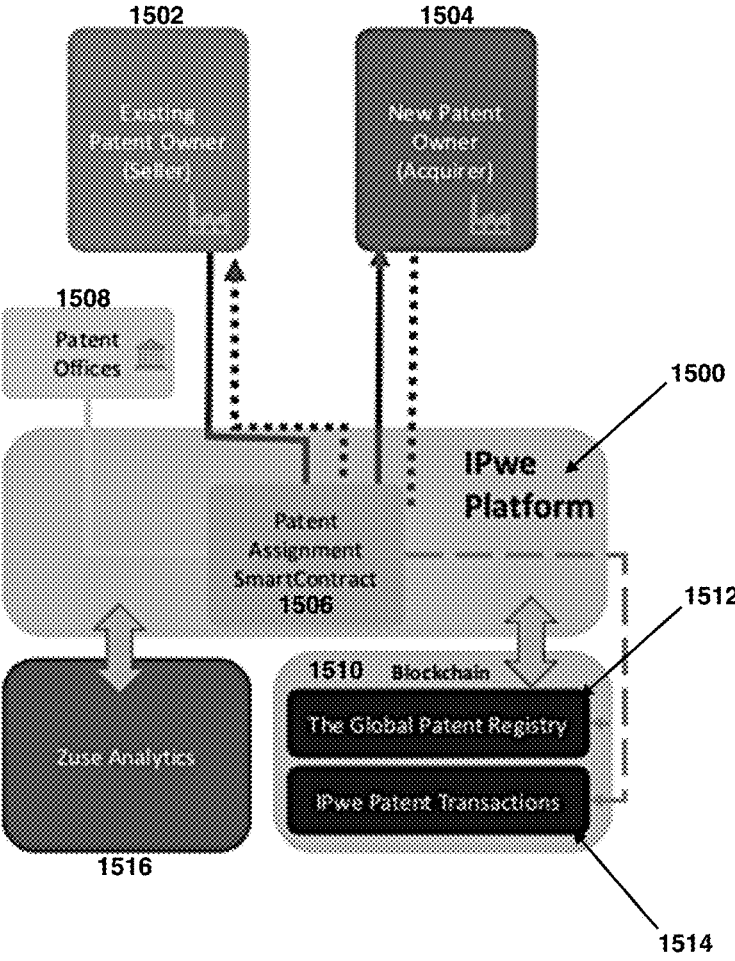 1502
1504
Existing
Patent Owner
(Seller)
New Patent
Owner
(Acquirer)
1508
Patent
Offices
1500
IPwe
Platform
Patent
Assignment
SmartContract
1506
1512
1510
Blockchain
The Global Patent Registry
Zuse Analytics
IPwe Patent Transactions
1516
1514